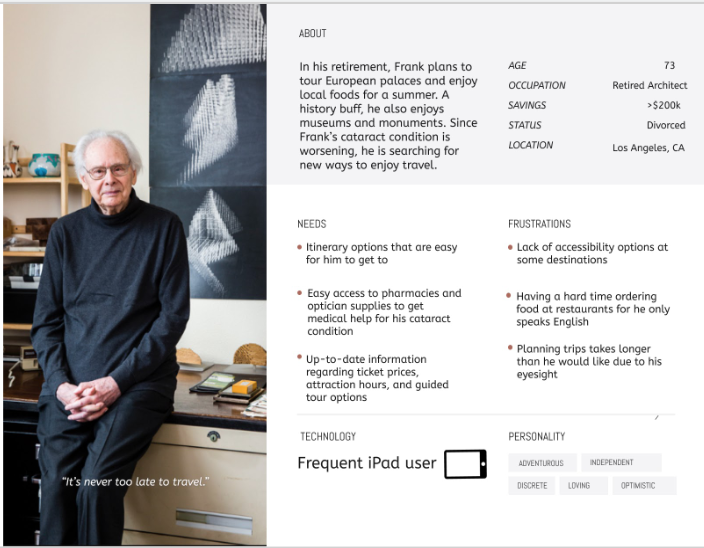 ABOUT
In his retirement, Frank plans to
tour European palaces and enjoy
local foods for a summer. A
history buff, he also enjoys
museums and monuments. Since
Frank's cataract condition is
worsening, he is searching for
new ways to enjoy travel.
AGE 73
OCCUPATION Retired Architect
SAVINGS >$200k
STATUS Divorced
LOCATION Los Angeles, CA
NEEDS
Itinerary options that are easy
for him to get to
Easy access to pharmacies and
optician supplies to get
medical help for his cataract
condition
Up-to-date information
regarding ticket prices,
attraction hours, and guided
tour options
FRUSTRATIONS
Lack of accessibility options at
some destinations
Having a hard time ordering
food at restaurants for he only
speaks English
Planning trips takes longer
than he would like due to his
eyesight
TECHNOLOGY
Frequent iPad user
PERSONALITY
ADVENTUROUS INDEPENDENT
DISCRETE LOVING OPTIMISTIC
"It's never too late to travel."